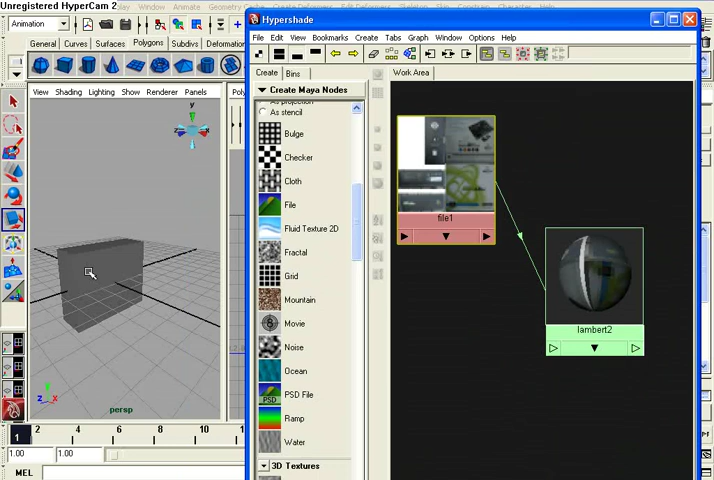 Unregistered HyperCam 2
Hypershade
Animation
File Edit View Bookmarks Create Tabs Graph Window Options Help
General Curves Surfaces Polygons Subdivs Deformation
Create Bins
Work Area
Create Maya Nodes
View Shading Lighting Show Renderer Panels
As projection
As stencil
Bulge
Checker
Cloth
File
Fluid Texture 2D
Fractal
Grid
Mountain
Movie
Noise
Ocean
PSD File
Ramp
Water
3D Textures
file1
lambert2
y
z
x
persp
1 2 4 6 8 10
1.00 1.00
MEL